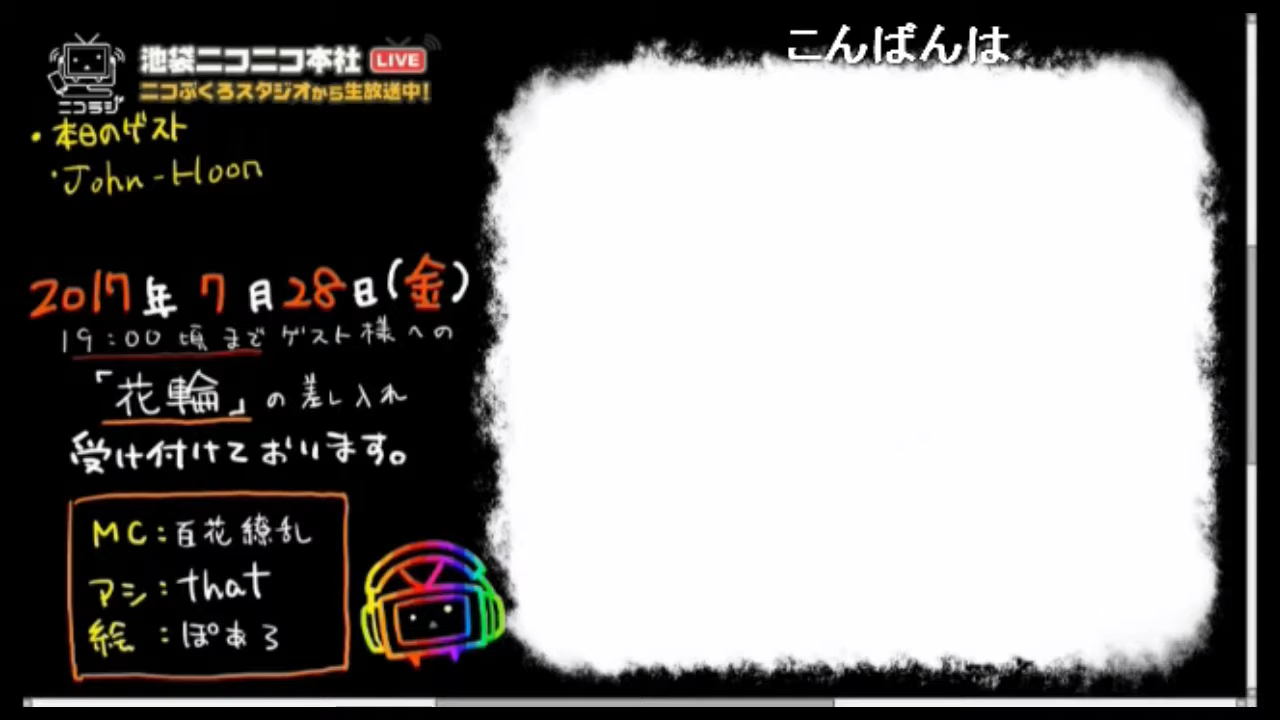 こんばんは
池袋ニコニコ本社 LIVE
ニコぶくろスタジオから生放送中!
ニコラジ
・本日のゲスト
・John-Hoon
2017年7月28日(金)
19:00頃までゲスト様への
「花輪」の差し入れ
受け付けております。
MC:百花繚乱
アシ:that
絵:ぽあろ